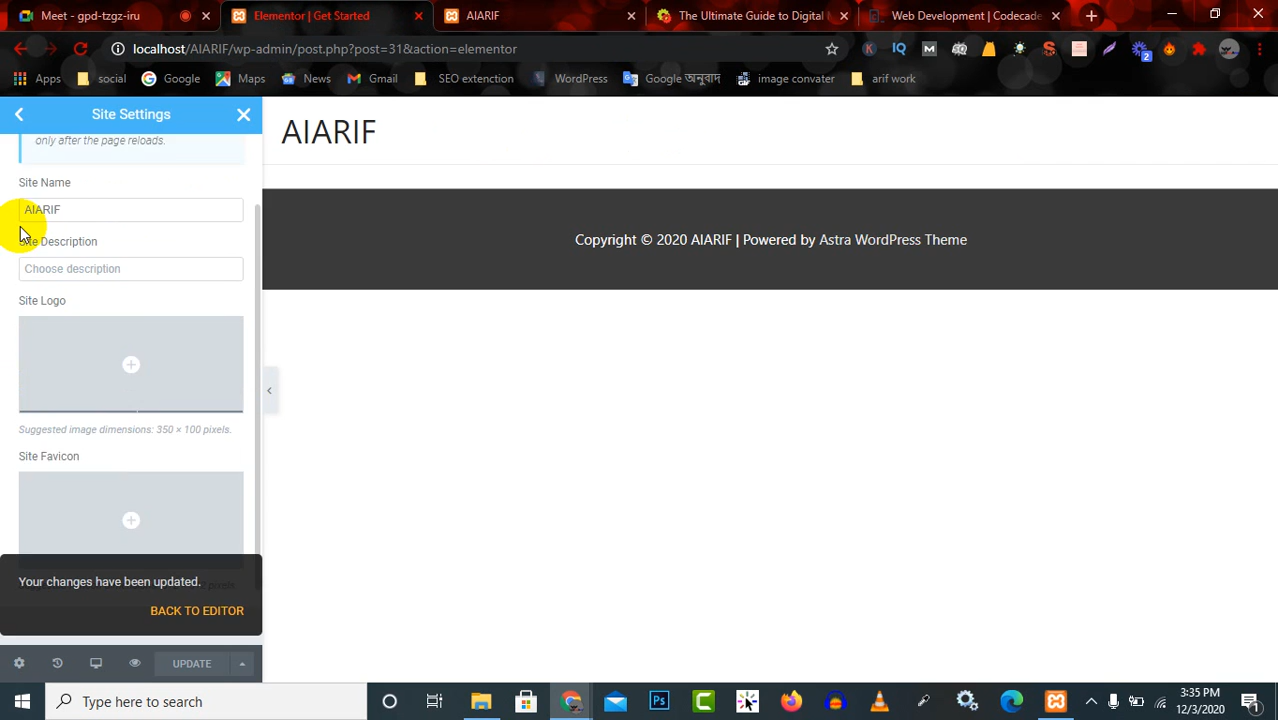 Meet - gpd-tzgz-iru
Elementor | Get Started
AIARIF
The Ultimate Guide to Digital
Web Development | Codecade
localhost/AIARIF/wp-admin/post.php?post=31&action=elementor
Apps
social
Google
Maps
News
Gmail
SEO extenction
WordPress
Google অনুবাদ
image convater
arif work
Site Settings
only after the page reloads.
Site Name
AIARIF
Site Description
Choose description
Site Logo
Suggested image dimensions: 350 × 100 pixels.
Site Favicon
Your changes have been updated.
BACK TO EDITOR
UPDATE
AIARIF
Copyright © 2020 AIARIF | Powered by Astra WordPress Theme
Type here to search
3:35 PM
12/3/2020